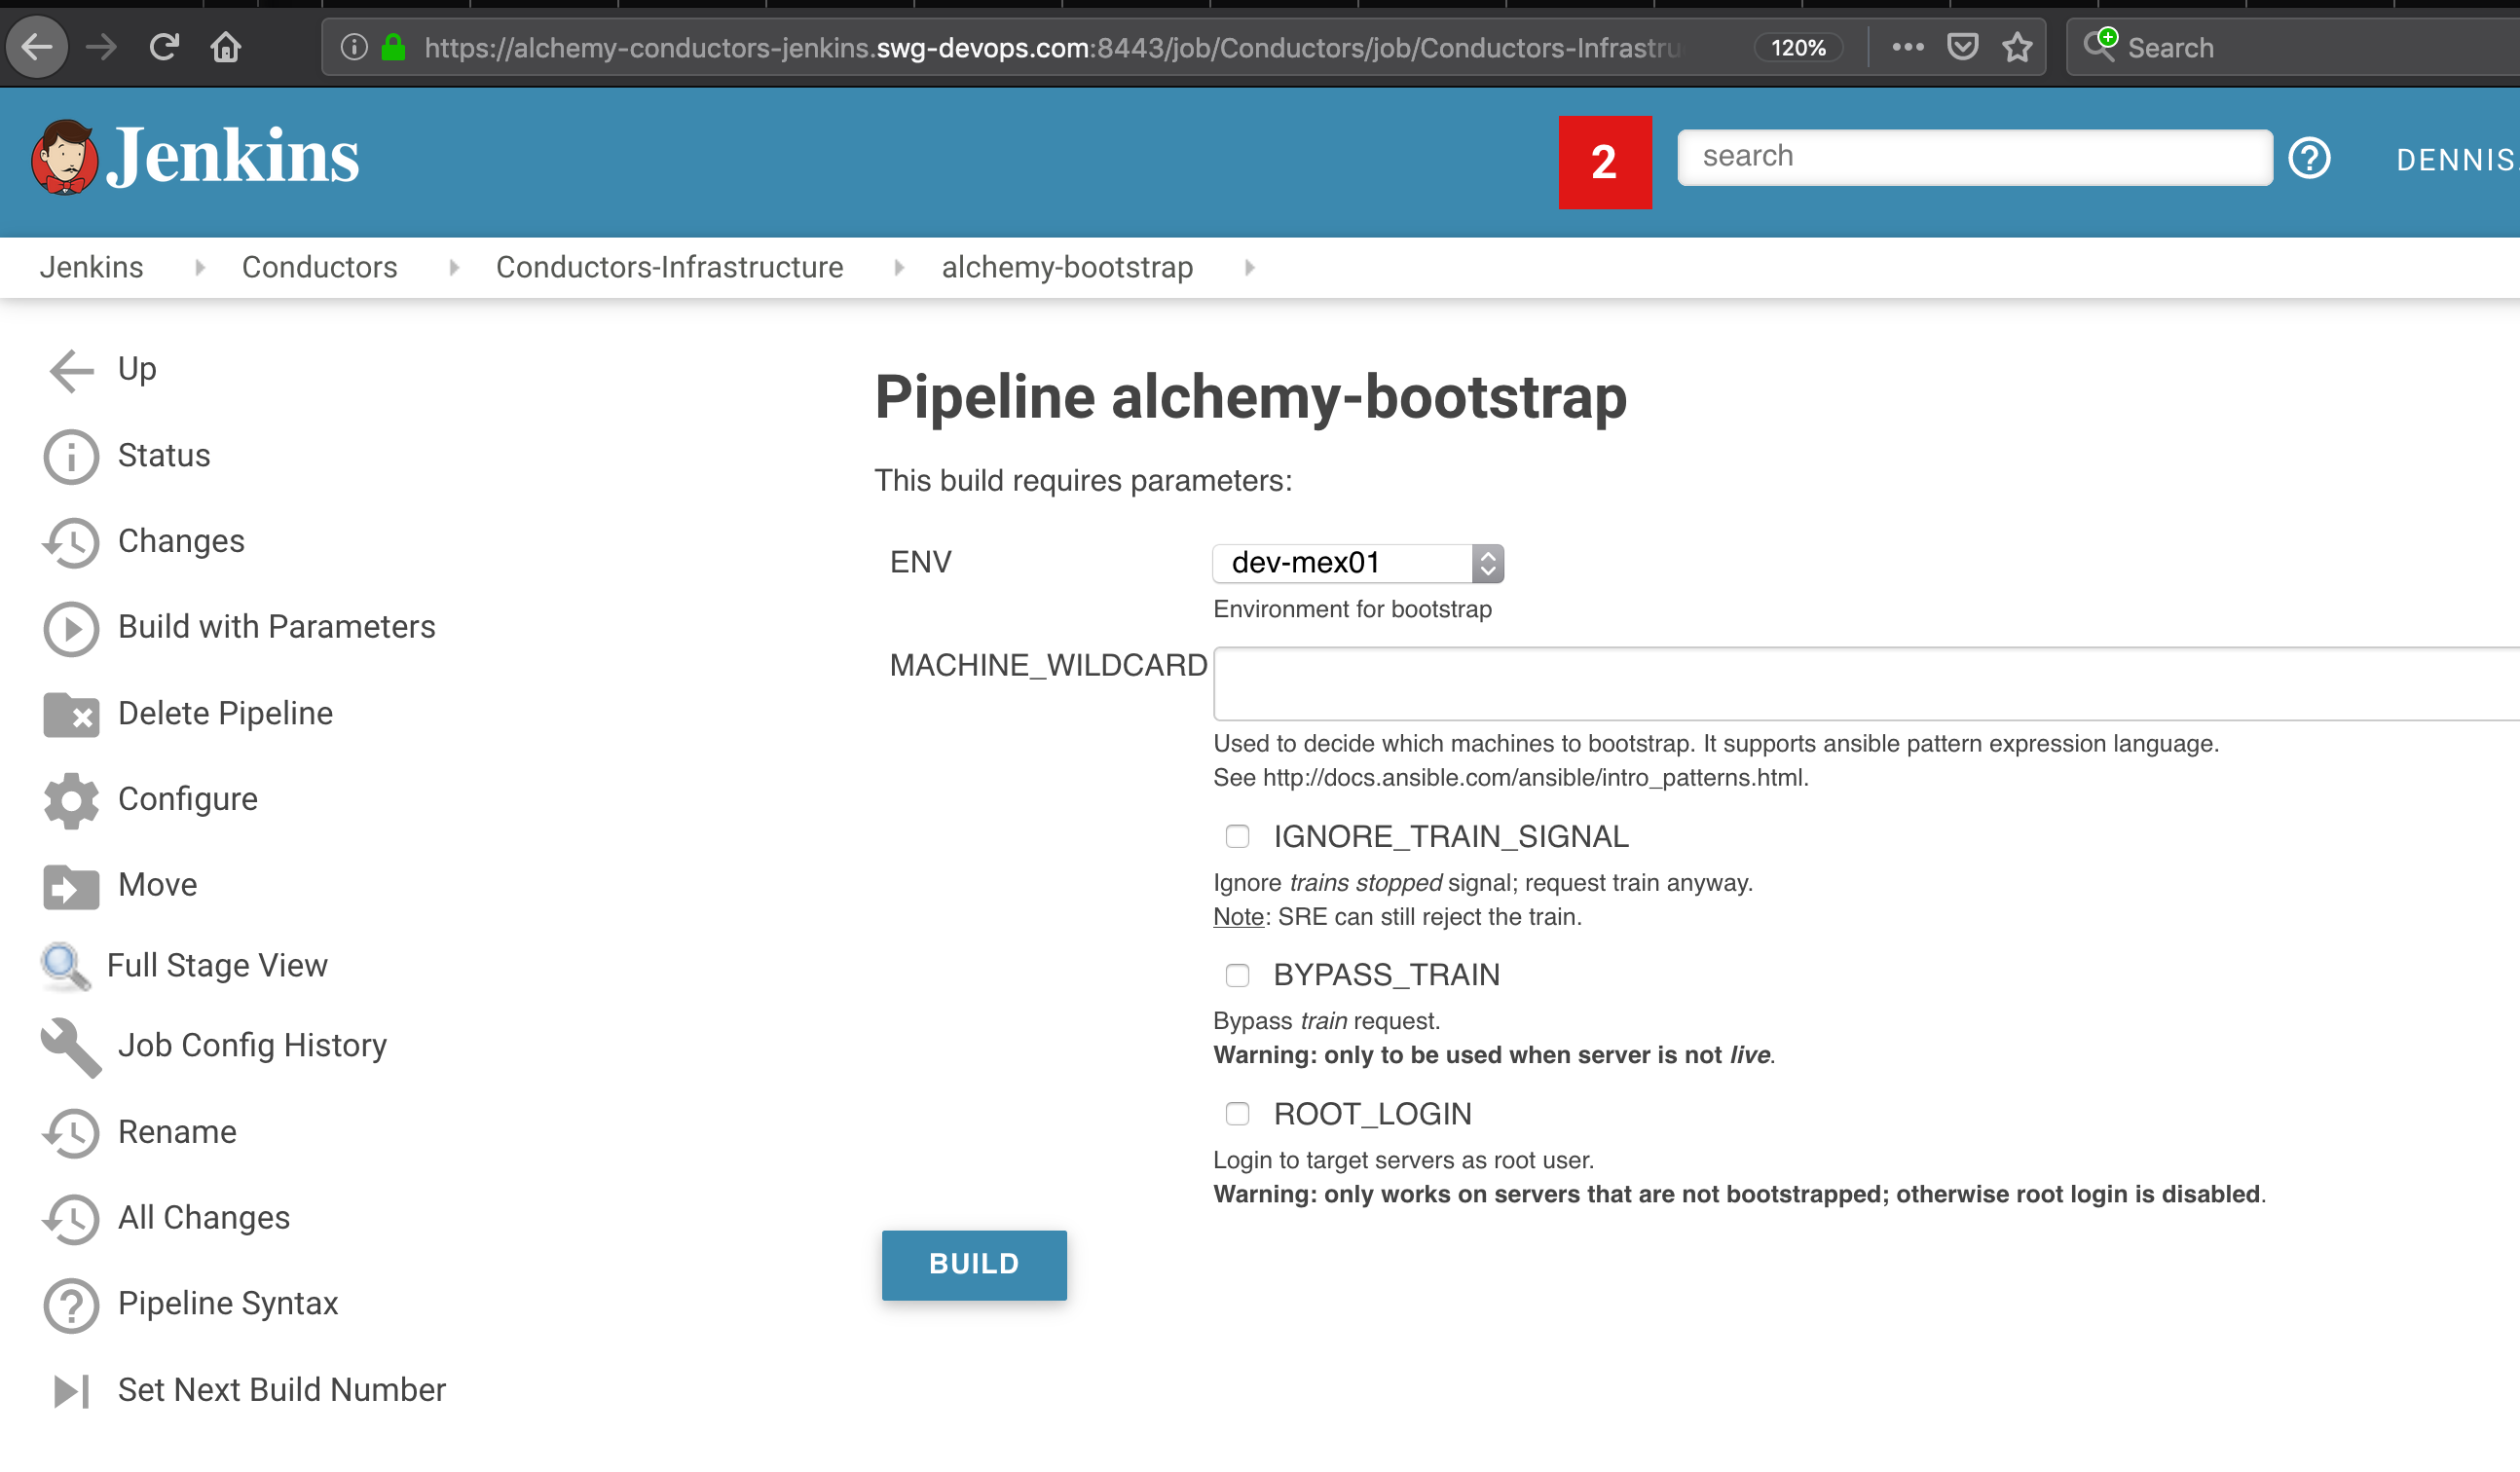 https://alchemy-conductors-jenkins.swg-devops.com:8443/job/Conductors/job/Conductors-Infrastru
120%
Search
Jenkins
2
search
DENNIS.
Jenkins
Conductors
Conductors-Infrastructure
alchemy-bootstrap
Up
Status
Changes
Build with Parameters
Delete Pipeline
Configure
Move
Full Stage View
Job Config History
Rename
All Changes
Pipeline Syntax
Set Next Build Number
Pipeline alchemy-bootstrap
This build requires parameters:
ENV
dev-mex01
Environment for bootstrap
MACHINE_WILDCARD
Used to decide which machines to bootstrap. It supports ansible pattern expression language.
See http://docs.ansible.com/ansible/intro_patterns.html.
IGNORE_TRAIN_SIGNAL
Ignore trains stopped signal; request train anyway.
Note: SRE can still reject the train.
BYPASS_TRAIN
Bypass train request.
Warning: only to be used when server is not live.
ROOT_LOGIN
Login to target servers as root user.
Warning: only works on servers that are not bootstrapped; otherwise root login is disabled.
BUILD